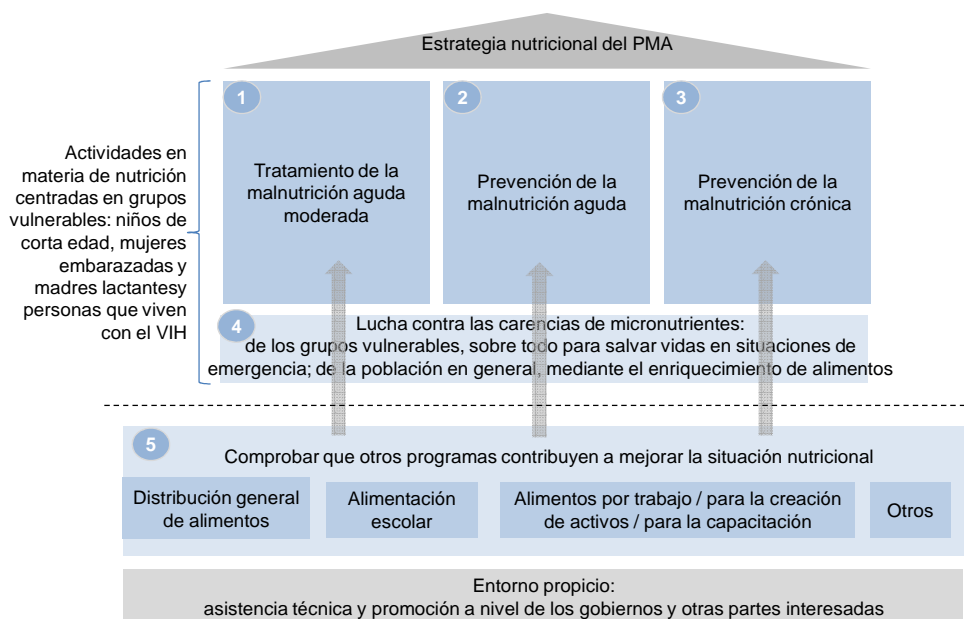 Estrategia nutricional del PMA
1
2
3
Actividades en
materia de nutrición
centradas en grupos
vulnerables: niños de
corta edad, mujeres
embarazadas y
madres lactantesy
personas que viven
con el VIH
Tratamiento de la
malnutrición aguda
moderada
Prevención de la
malnutrición aguda
Prevención de la
malnutrición crónica
4
Lucha contra las carencias de micronutrientes:
de los grupos vulnerables, sobre todo para salvar vidas en situaciones de
emergencia; de la población en general, mediante el enriquecimiento de alimentos
5
Comprobar que otros programas contribuyen a mejorar la situación nutricional
Distribución general
de alimentos
Alimentación
escolar
Alimentos por trabajo / para la creación
de activos / para la capacitación
Otros
Entorno propicio:
asistencia técnica y promoción a nivel de los gobiernos y otras partes interesadas